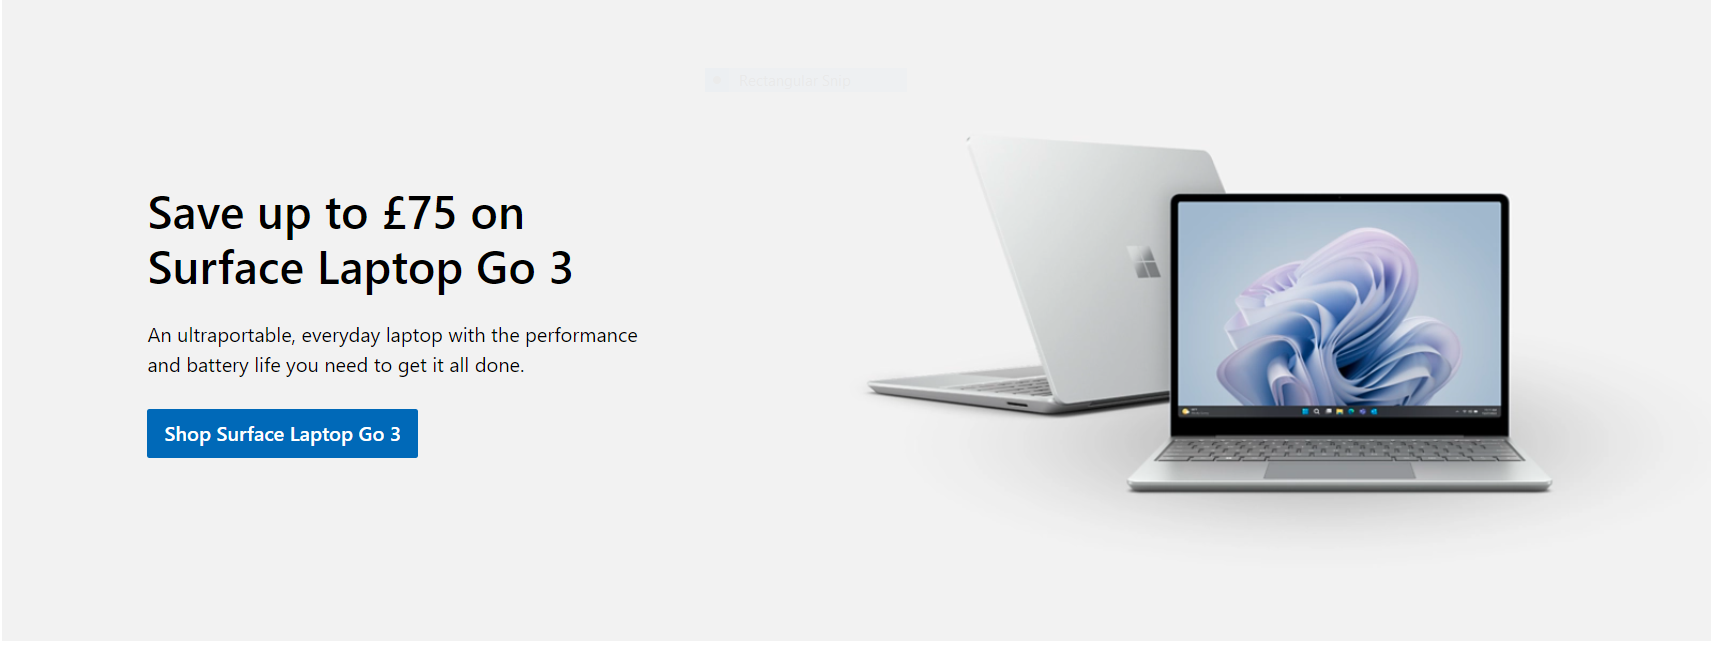 Rectangular Snip
Save up to £75 on
Surface Laptop Go 3
An ultraportable, everyday laptop with the performance
and battery life you need to get it all done.
Shop Surface Laptop Go 3